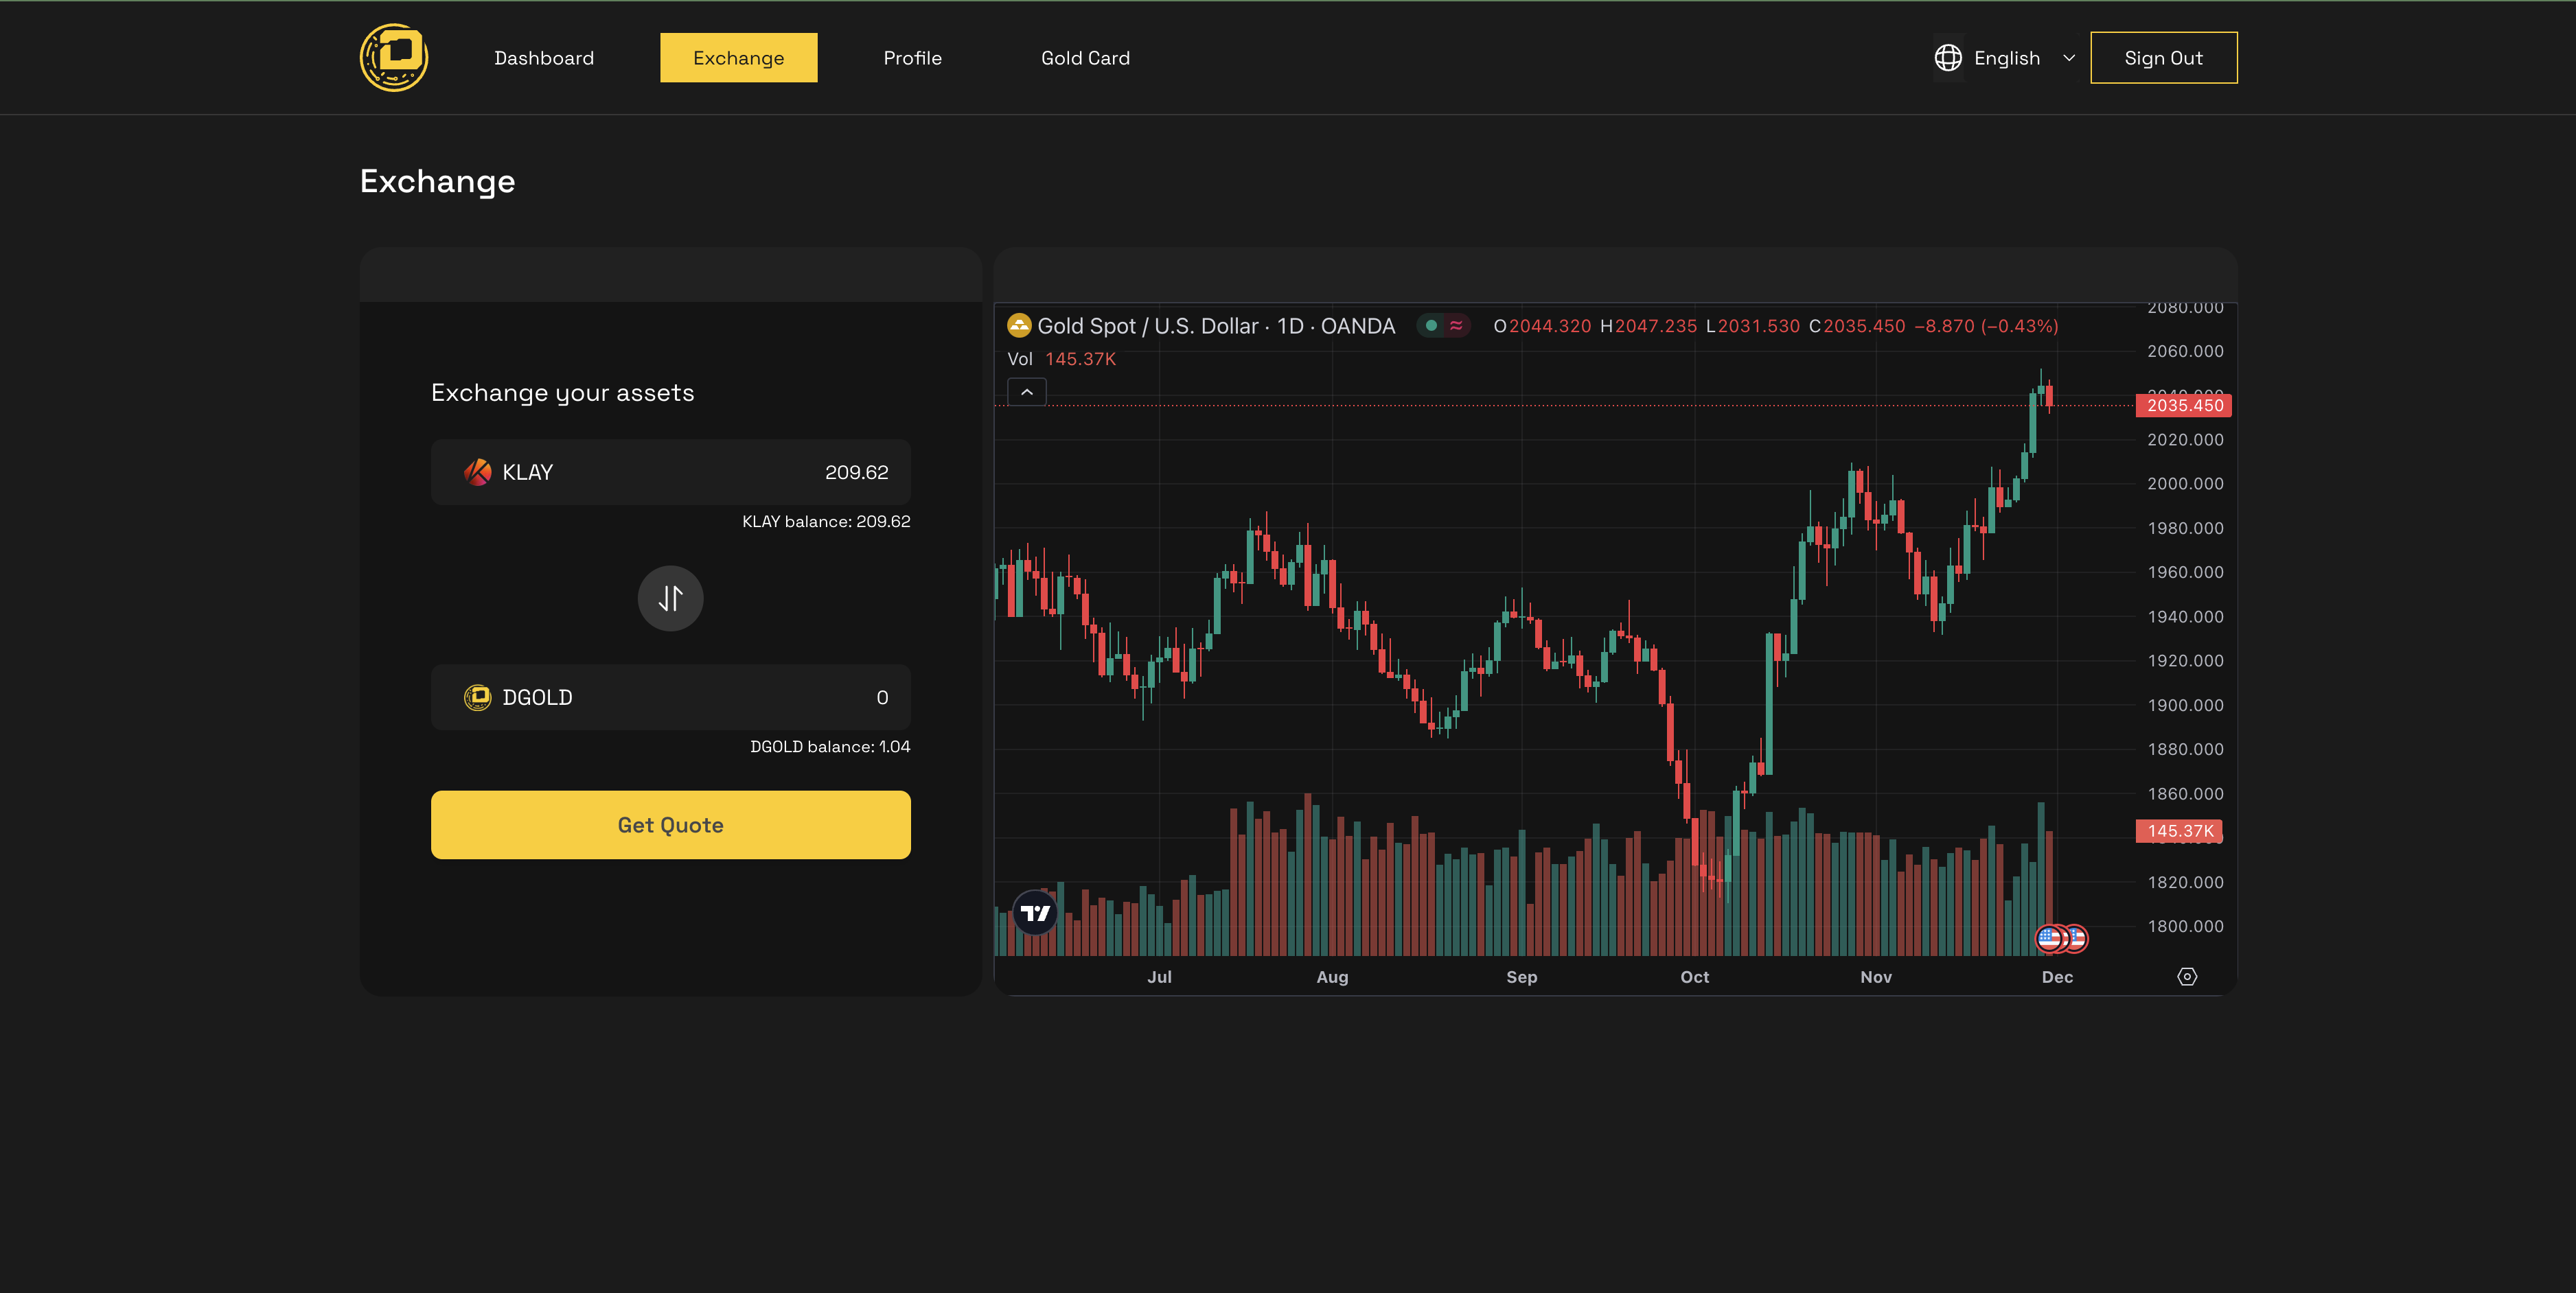 Dashboard
Exchange
Profile
Gold Card
English
Sign Out
Exchange
Exchange your assets
KLAY 209.62
KLAY balance: 209.62
DGOLD 0
DGOLD balance: 1.04
Get Quote
Gold Spot / U.S. Dollar · 1D · OANDA
O2044.320 H2047.235 L2031.530 C2035.450 −8.870 (−0.43%)
Vol 145.37K
2080.000
2060.000
2035.450
2020.000
2000.000
1980.000
1960.000
1940.000
1920.000
1900.000
1880.000
1860.000
145.37K
1820.000
1800.000
Jul Aug Sep Oct Nov Dec